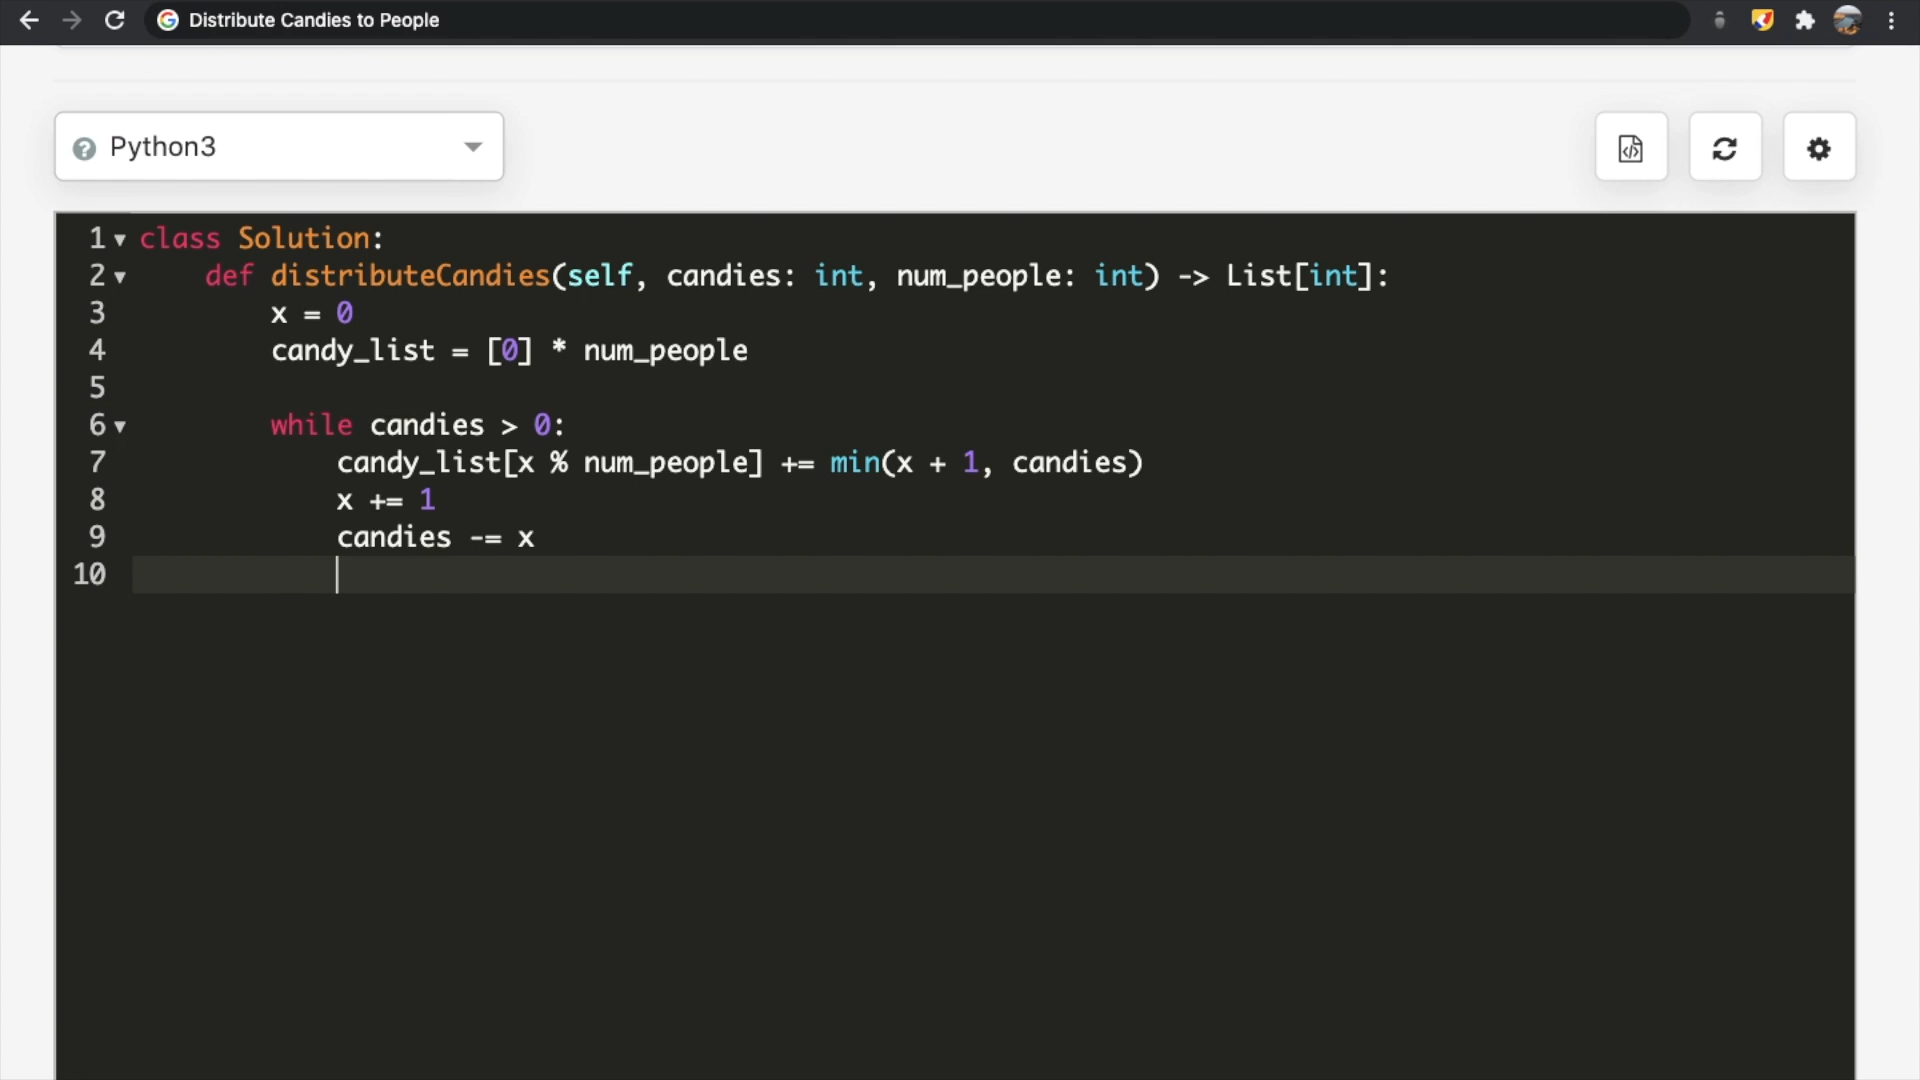 Distribute Candies to People
Python3
1 class Solution:
2     def distributeCandies(self, candies: int, num_people: int) -> List[int]:
3         x = 0
4         candy_list = [0] * num_people
5
6         while candies > 0:
7             candy_list[x % num_people] += min(x + 1, candies)
8             x += 1
9             candies -= x
10